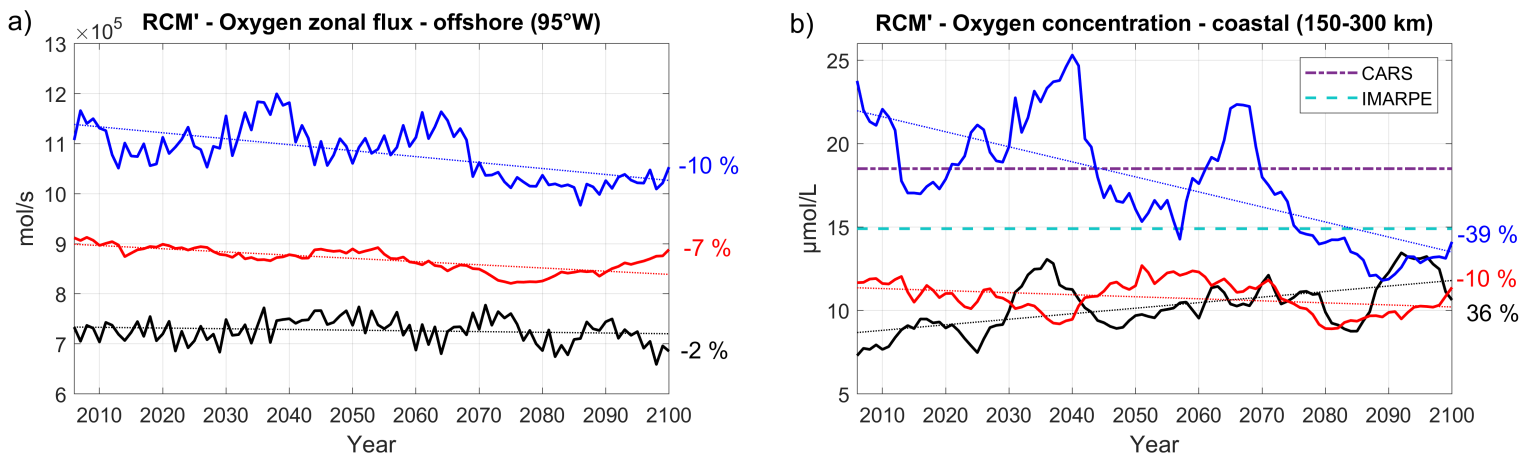 a)
RCM' - Oxygen zonal flux - offshore (95°W)
×10⁵
13
12
11
10
9
8
7
6
mol/s
2010 2020 2030 2040 2050 2060 2070 2080 2090 2100
Year
-10 %
-7 %
-2 %
b)
RCM' - Oxygen concentration - coastal (150-300 km)
25
20
15
10
5
μmol/L
2010 2020 2030 2040 2050 2060 2070 2080 2090 2100
Year
CARS
IMARPE
-39 %
-10 %
36 %